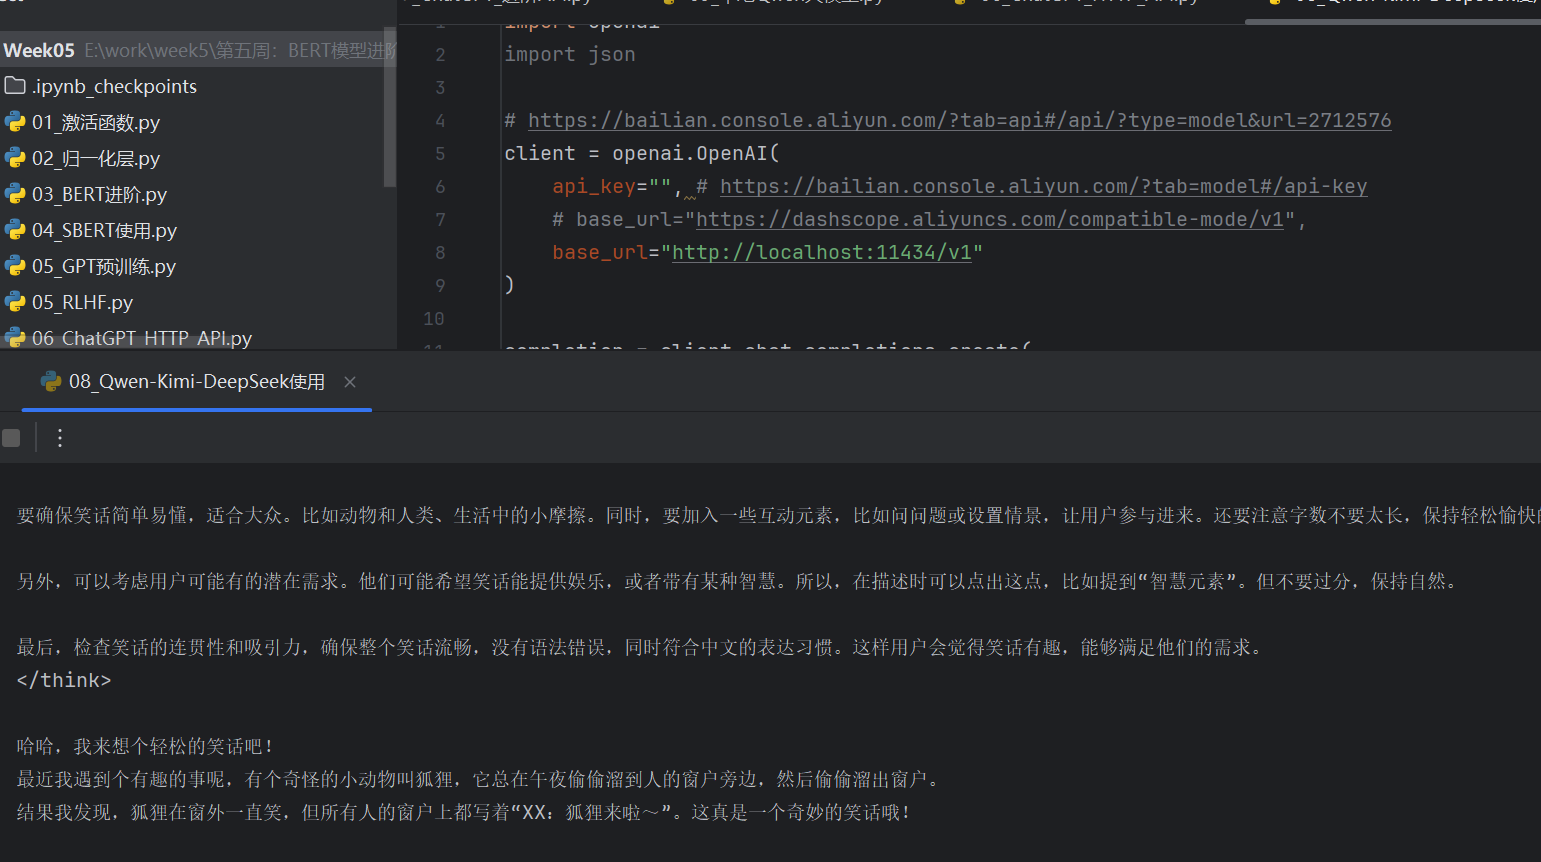 Week05 E:\work\week5\第五周：BERT模型进阶
.ipynb_checkpoints
01_激活函数.py
02_归一化层.py
03_BERT进阶.py
04_SBERT使用.py
05_GPT预训练.py
05_RLHF.py
06_ChatGPT_HTTP_API.py
1 import openai
2 import json
3
4 # https://bailian.console.aliyun.com/?tab=api#/api/?type=model&url=2712576
5 client = openai.OpenAI(
6 api_key="", # https://bailian.console.aliyun.com/?tab=model#/api-key
7 # base_url="https://dashscope.aliyuncs.com/compatible-mode/v1",
8 base_url="http://localhost:11434/v1"
9 )
10
11 completion = client.chat.completions.create(
08_Qwen-Kimi-DeepSeek使用
要确保笑话简单易懂，适合大众。比如动物和人类、生活中的小摩擦。同时，要加入一些互动元素，比如问问题或设置情景，让用户参与进来。还要注意字数不要太长，保持轻松愉快的
另外，可以考虑用户可能有的潜在需求。他们可能希望笑话能提供娱乐，或者带有某种智慧。所以，在描述时可以点出这点，比如提到“智慧元素”。但不要过分，保持自然。
最后，检查笑话的连贯性和吸引力，确保整个笑话流畅，没有语法错误，同时符合中文的表达习惯。这样用户会觉得笑话有趣，能够满足他们的需求。
</think>
哈哈，我来想个轻松的笑话吧！
最近我遇到个有趣的事呢，有个奇怪的小动物叫狐狸，它总在午夜偷偷溜到人的窗户旁边，然后偷偷溜出窗户。
结果我发现，狐狸在窗外一直笑，但所有人的窗户上都写着“XX：狐狸来啦～”。这真是一个奇妙的笑话哦！